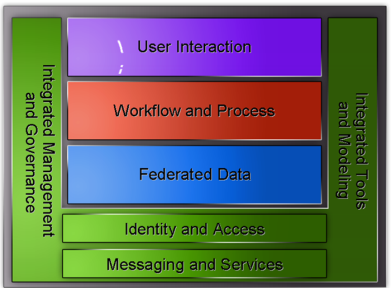 User Interaction
Workflow and Process
Federated Data
Identity and Access
Messaging and Services
Integrated Management
and Governance
Integrated Tools
and Modeling